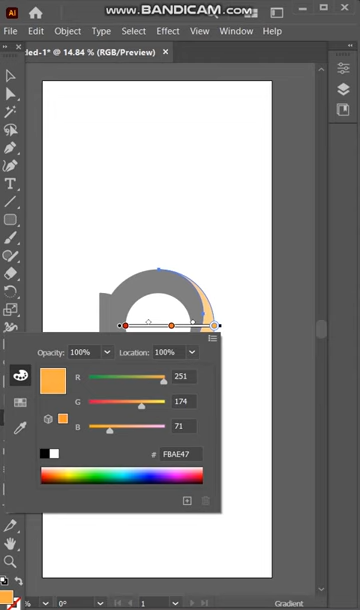 www.BANDICAM.com
Ai
File Edit Object Type Select Effect View Window Help
ded-1* @ 14.84 % (RGB/Preview) ×
Opacity: 100% Location: 100%
R 251
G 174
B 71
# FBAE47
% 0° 1 Gradient